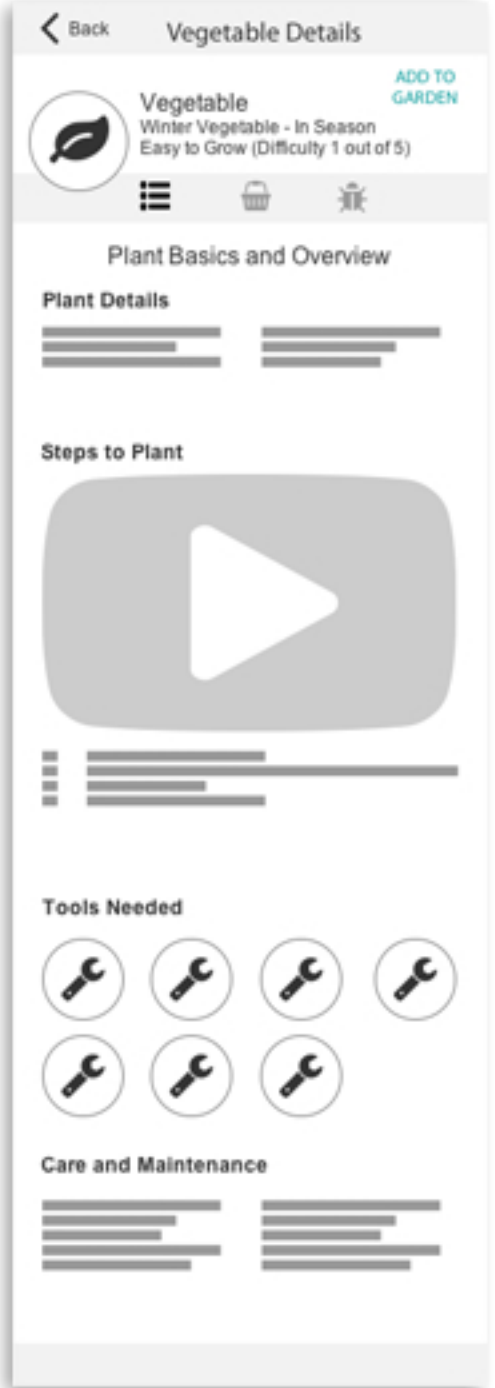 Back
Vegetable Details
ADD TO
GARDEN
Vegetable
Winter Vegetable - In Season
Easy to Grow (Difficulty 1 out of 5)
Plant Basics and Overview
Plant Details
Steps to Plant
Tools Needed
Care and Maintenance